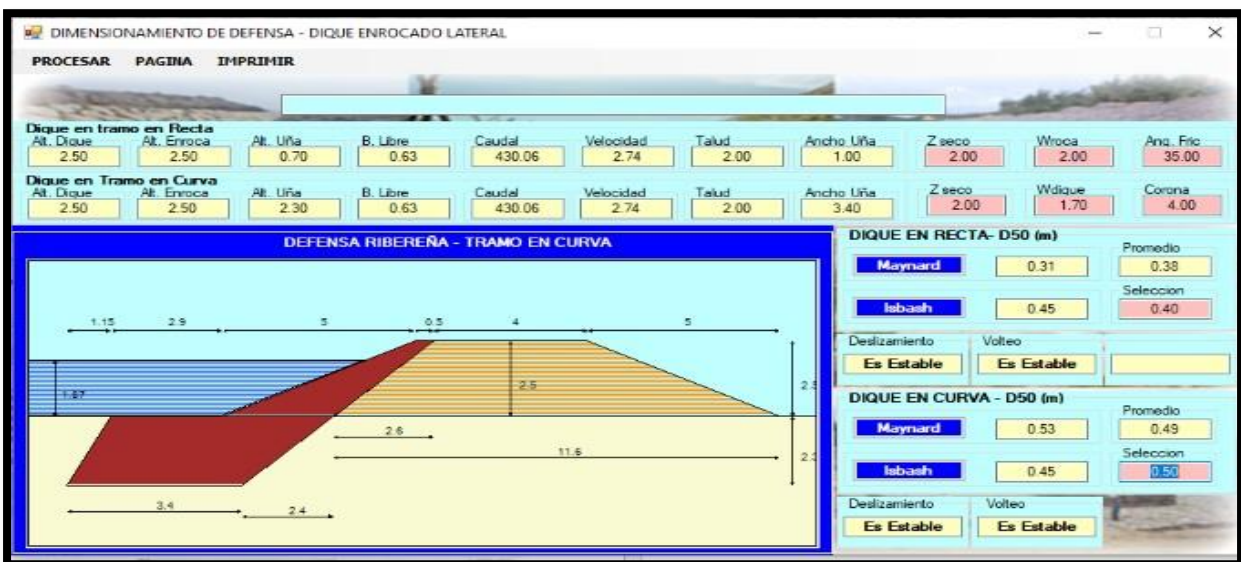 DIMENSIONAMIENTO DE DEFENSA - DIQUE ENROCADO LATERAL
PROCESAR PAGINA IMPRIMIR
Dique en tramo en Recta
Alt. Dique Alt. Enroca Alt. Uña B. Libre Caudal Velocidad Talud Ancho Uña Z seco Wroca Ang. Fric
2.50 2.50 0.70 0.63 430.06 2.74 2.00 1.00 2.00 2.00 35.00
Dique en Tramo en Curva
Alt. Dique Alt. Enroca Alt. Uña B. Libre Caudal Velocidad Talud Ancho Uña Z seco Wdique Corona
2.50 2.50 2.30 0.63 430.06 2.74 2.00 3.40 2.00 1.70 4.00
DEFENSA RIBEREÑA - TRAMO EN CURVA
1.15 2.9 5 0.5 4 5
1.87
2.5
2.6
11.6
3.4
2.4
DIQUE EN RECTA- D50 (m)
Promedio
Maynard 0.31 0.38
Seleccion
Isbash 0.45 0.40
Deslizamiento Volteo
Es Estable Es Estable
DIQUE EN CURVA - D50 (m)
Promedio
Maynard 0.53 0.49
Seleccion
Isbash 0.45 0.50
Deslizamiento Volteo
Es Estable Es Estable